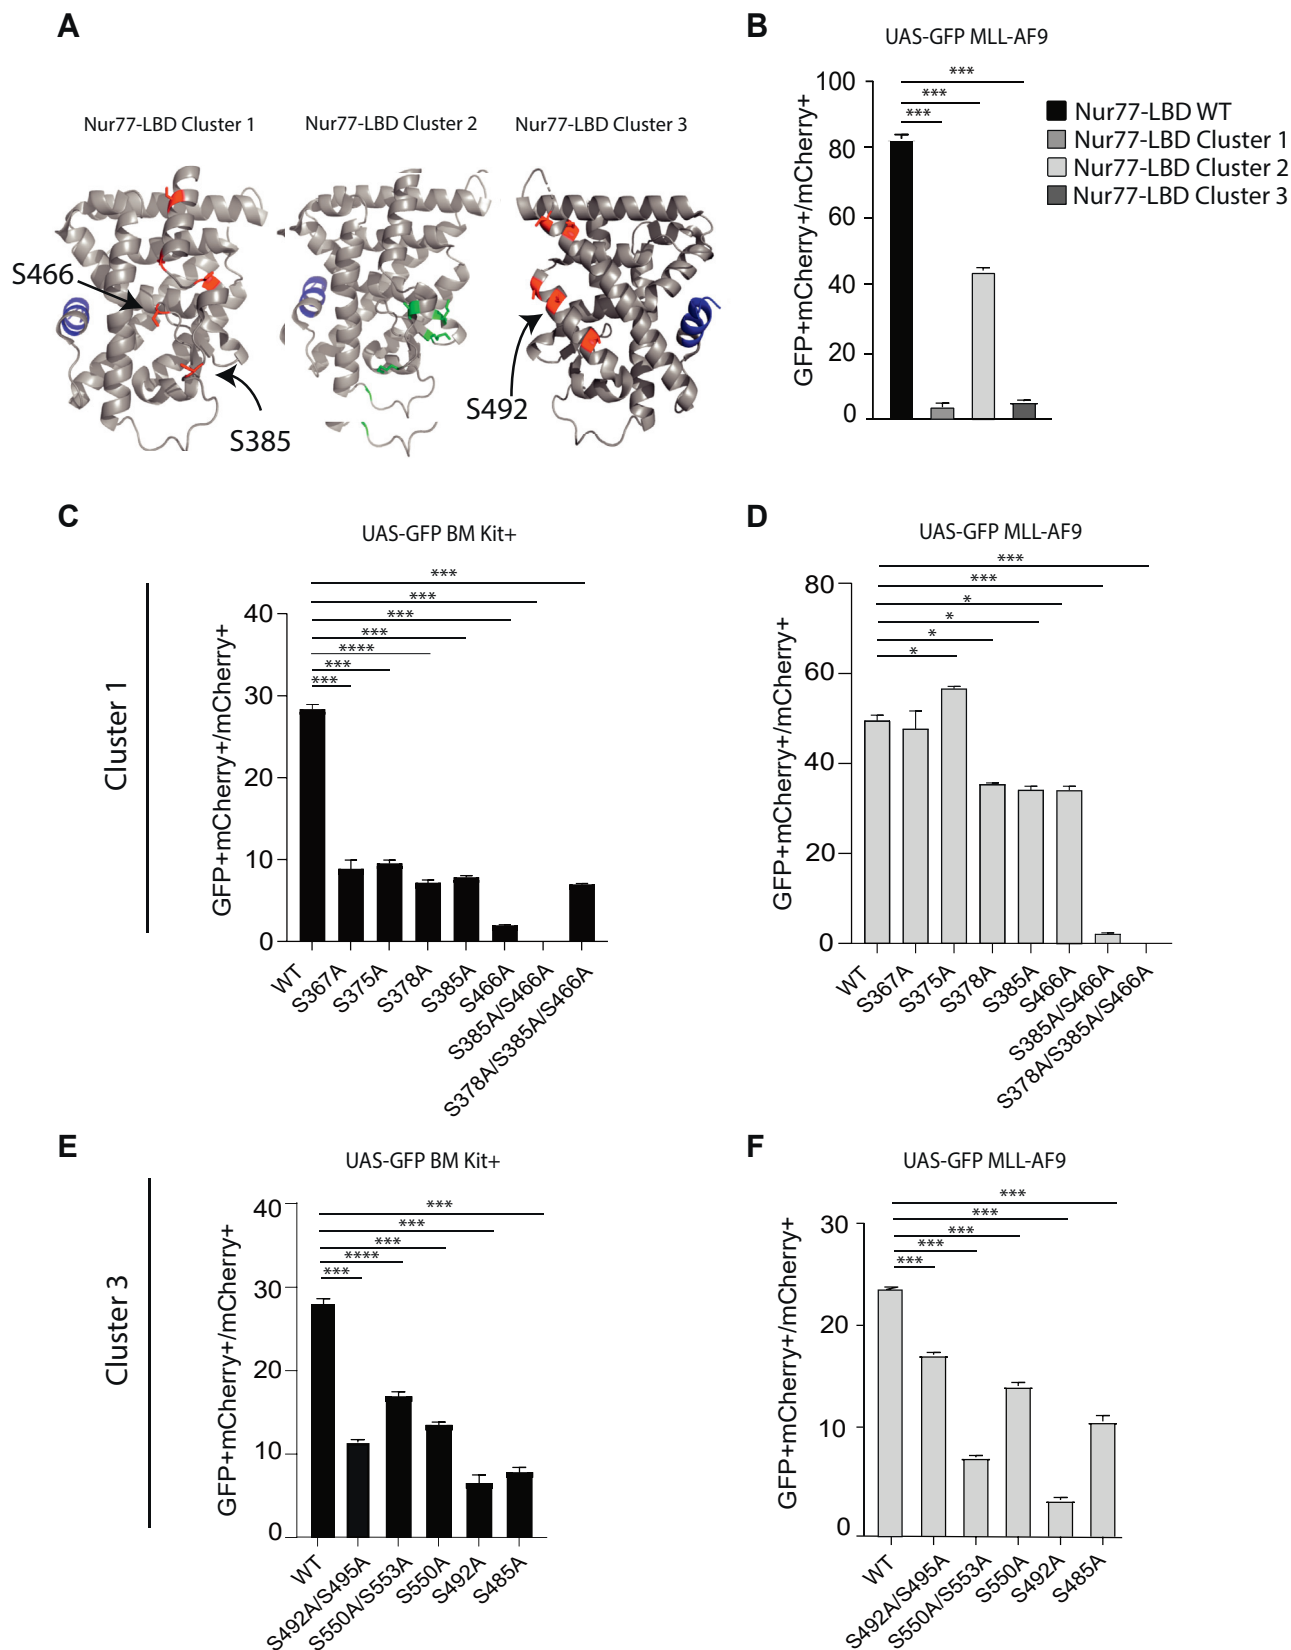 A
Nur77-LBD Cluster 1
Nur77-LBD Cluster 2
Nur77-LBD Cluster 3
S466
S385
S492
B
UAS-GFP MLL-AF9
GFP+mCherry+/mCherry+
100
80
60
40
20
0
***
***
***
Nur77-LBD WT
Nur77-LBD Cluster 1
Nur77-LBD Cluster 2
Nur77-LBD Cluster 3
Cluster 1
C
UAS-GFP BM Kit+
GFP+mCherry+/mCherry+
40
30
20
10
0
***
***
***
***
****
***
***
WT
S367A
S375A
S378A
S385A
S466A
S385A/S466A
S378A/S385A/S466A
D
UAS-GFP MLL-AF9
GFP+mCherry+/mCherry+
80
60
40
20
0
***
***
*
*
*
*
WT
S367A
S375A
S378A
S385A
S466A
S385A/S466A
S378A/S385A/S466A
Cluster 3
E
UAS-GFP BM Kit+
GFP+mCherry+/mCherry+
40
30
20
10
0
***
***
***
****
***
WT
S492A/S495A
S550A/S553A
S550A
S492A
S485A
F
UAS-GFP MLL-AF9
GFP+mCherry+/mCherry+
30
20
10
0
***
***
***
***
***
WT
S492A/S495A
S550A/S553A
S550A
S492A
S485A